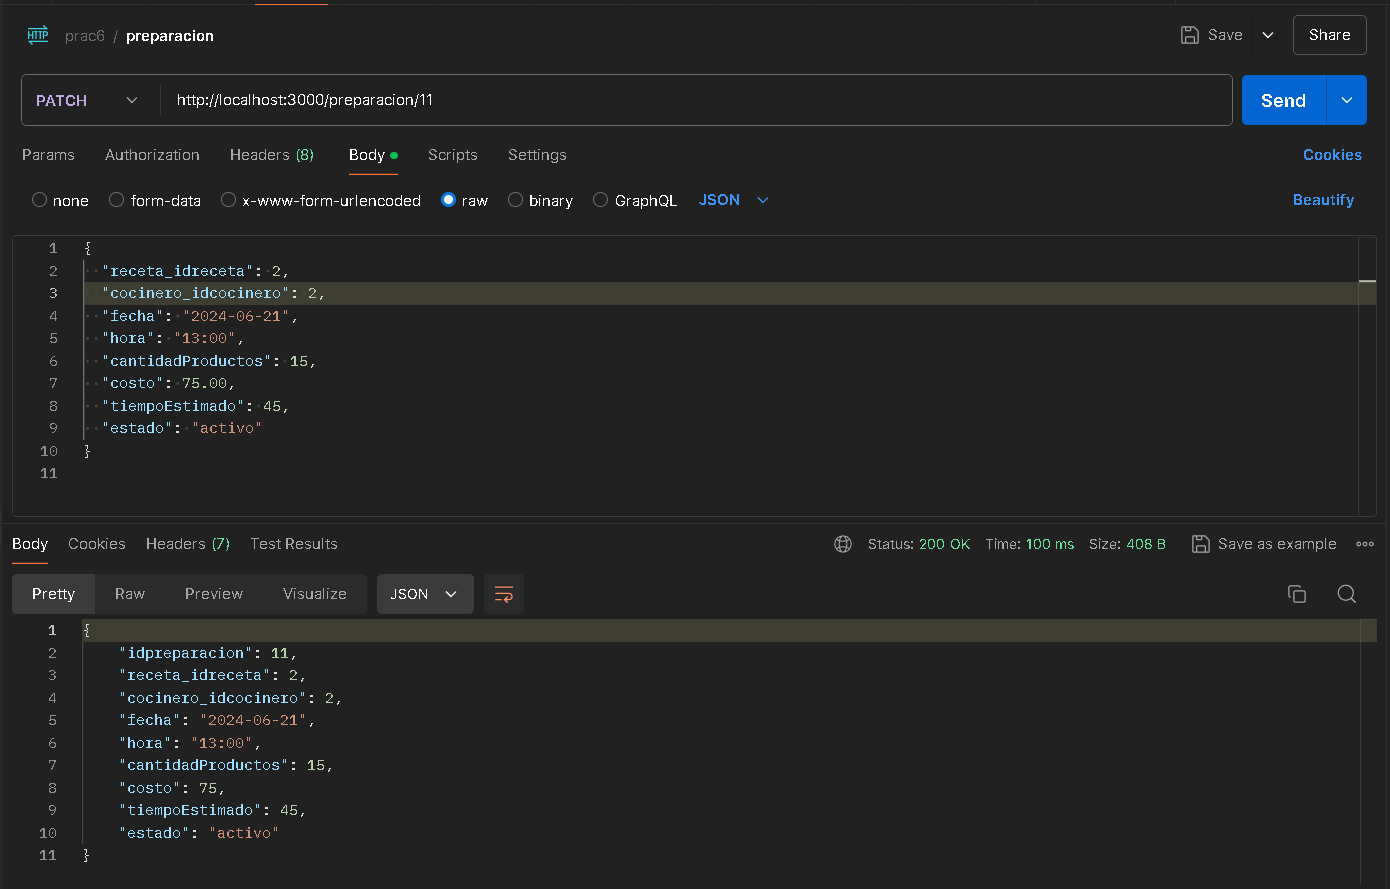 HTTP prac6 / preparacion Save Share
PATCH http://localhost:3000/preparacion/11 Send
Params Authorization Headers (8) Body Scripts Settings Cookies
none form-data x-www-form-urlencoded raw binary GraphQL JSON Beautify
1 {
2 "receta_idreceta": 2,
3 "cocinero_idcocinero": 2,
4 "fecha": "2024-06-21",
5 "hora": "13:00",
6 "cantidadProductos": 15,
7 "costo": 75.00,
8 "tiempoEstimado": 45,
9 "estado": "activo"
10 }
11
Body Cookies Headers (7) Test Results Status: 200 OK Time: 100 ms Size: 408 B Save as example
Pretty Raw Preview Visualize JSON
1 {
2 "idpreparacion": 11,
3 "receta_idreceta": 2,
4 "cocinero_idcocinero": 2,
5 "fecha": "2024-06-21",
6 "hora": "13:00",
7 "cantidadProductos": 15,
8 "costo": 75,
9 "tiempoEstimado": 45,
10 "estado": "activo"
11 }